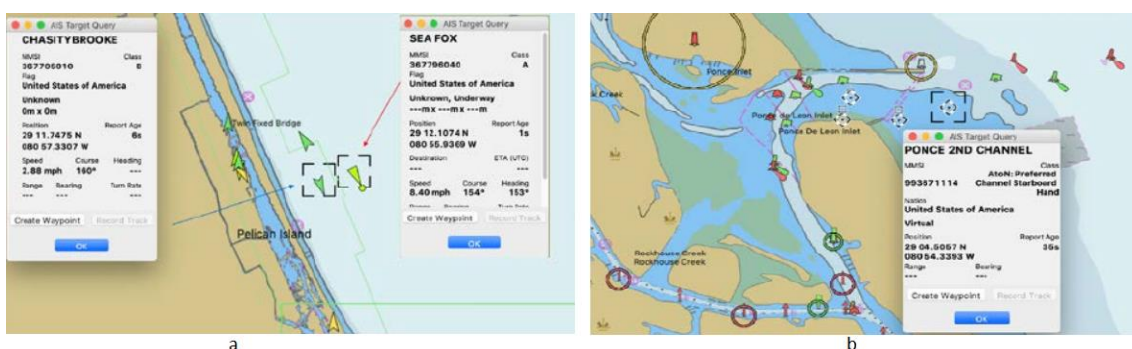 AIS Target Query
CHASITYBROOKE
MMSI Class
367796010 B
Flag
United States of America
Unknown
0m x 0m
Position Report Age
29 11.7475 N 6s
080 57.3307 W
Speed Course Heading
2.88 mph 160° ---
Range Bearing Turn Rate
--- --- ---
Create Waypoint Record Track
OK
Twin Fixed Bridge
Pelican Island
AIS Target Query
SEA FOX
MMSI Class
367796040 A
Flag
United States of America
Unknown, Underway
---mx ---m x ---m
Position Report Age
29 12.1074 N 1s
080 55.9369 W
Destination ETA (UTC)
---
Speed Course Heading
8.40 mph 154° 153°
Create Waypoint Record Track
OK
a
Ponce Inlet
Creek
Ponce de Leon Inlet
Ponce De Leon Inlet
Rockhouse Creek
Rockhouse Creek
AIS Target Query
PONCE 2ND CHANNEL
MMSI Class
993671114 AtoN: Preferred Channel Starboard Hand
Nation
United States of America
Virtual
Position Report Age
29 04.5067 N 35s
080 54.3393 W
Range Bearing
--- ---
Create Waypoint Record Track
OK
b